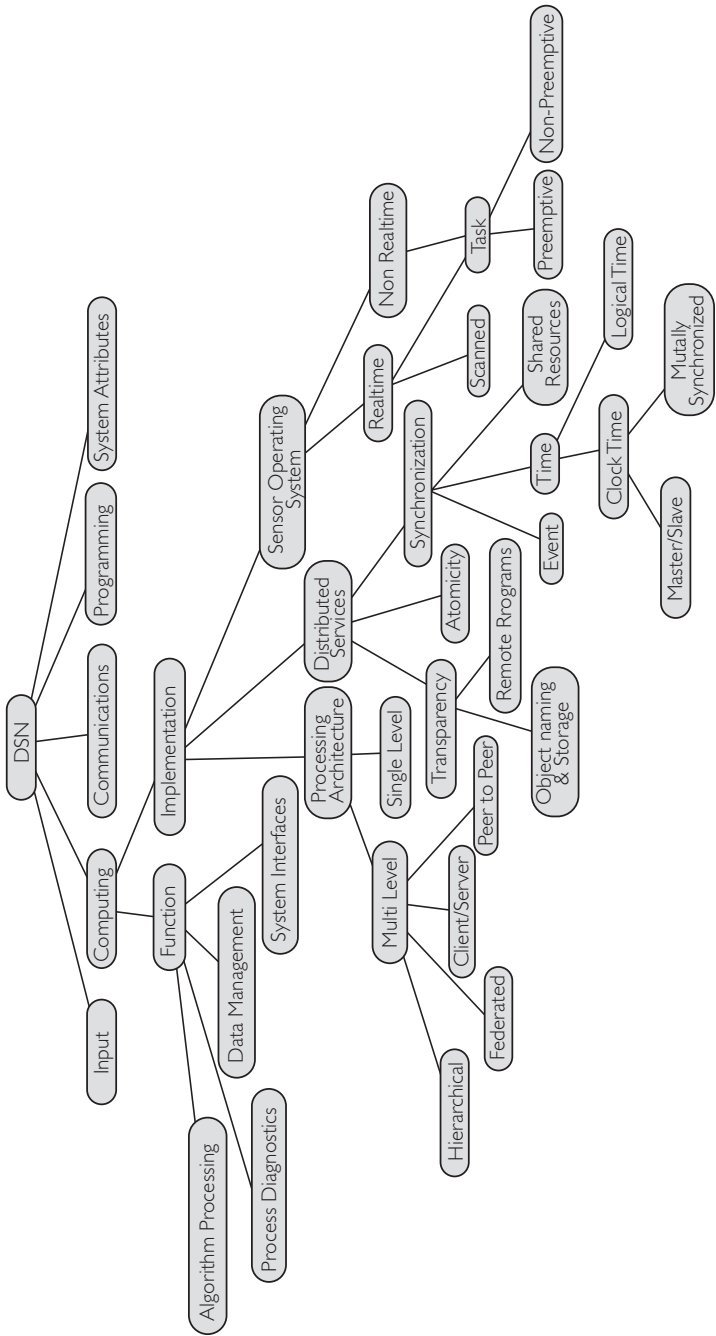 DSN
Input
Computing
Communications
Programming
System Attributes
Function
Implementation
Algorithm Processing
Process Diagnostics
Data Management
System Interfaces
Processing
Architecture
Distributed
Services
Sensor Operating
System
Multi Level
Single Level
Transparency
Atomicity
Synchronization
Realtime
Non Realtime
Hierarchical
Federated
Client/Server
Peer to Peer
Object naming
& Storage
Remote Rrograms
Event
Time
Shared
Resources
Scanned
Task
Preemptive
Non-Preemptive
Clock Time
Logical Time
Master/Slave
Mutally
Synchronized